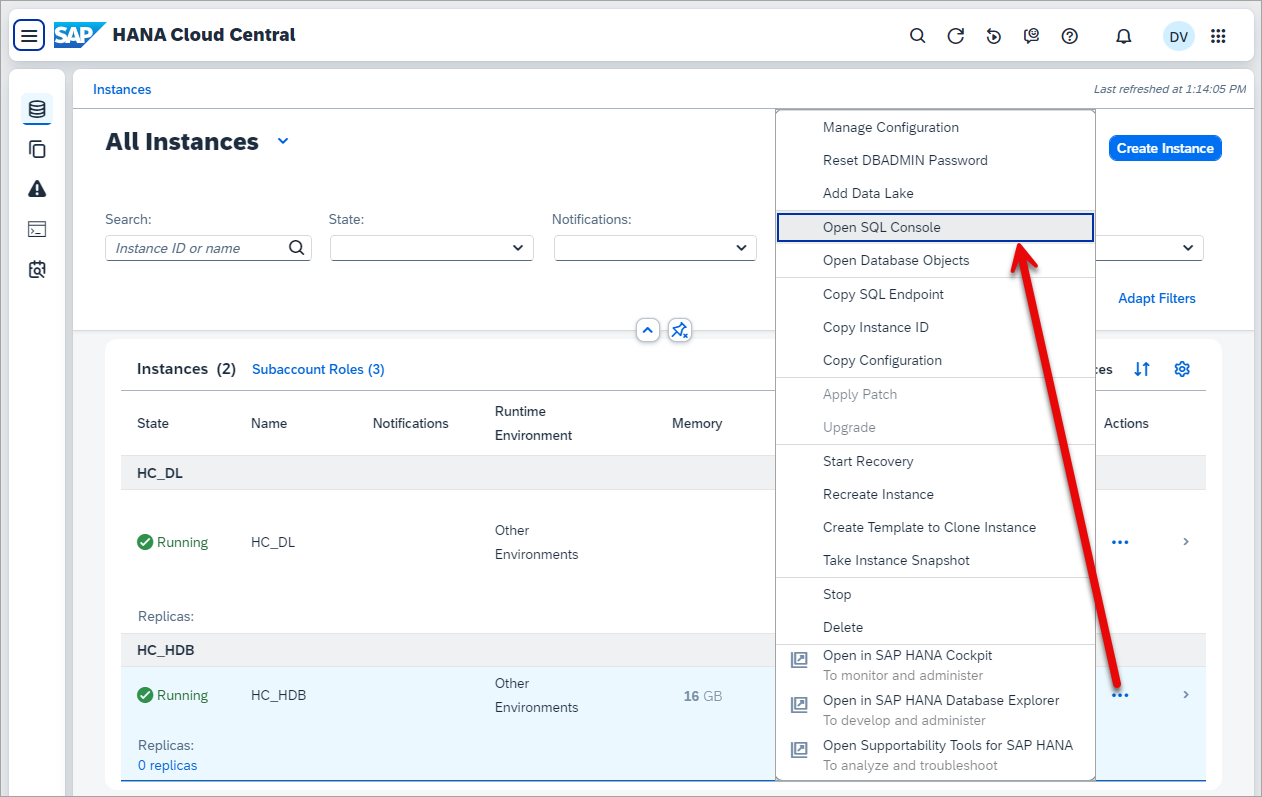 SAP HANA Cloud Central
DV
Instances
Last refreshed at 1:14:05 PM
All Instances
Create Instance
Search:
State:
Notifications:
Instance ID or name
Adapt Filters
Instances (2)
Subaccount Roles (3)
ces
State
Name
Notifications
Runtime
Environment
Memory
Actions
HC_DL
Running
HC_DL
Other
Environments
Replicas:
HC_HDB
Running
HC_HDB
Other
Environments
16 GB
Replicas:
0 replicas
Manage Configuration
Reset DBADMIN Password
Add Data Lake
Open SQL Console
Open Database Objects
Copy SQL Endpoint
Copy Instance ID
Copy Configuration
Apply Patch
Upgrade
Start Recovery
Recreate Instance
Create Template to Clone Instance
Take Instance Snapshot
Stop
Delete
Open in SAP HANA Cockpit
To monitor and administer
Open in SAP HANA Database Explorer
To develop and administer
Open Supportability Tools for SAP HANA
To analyze and troubleshoot